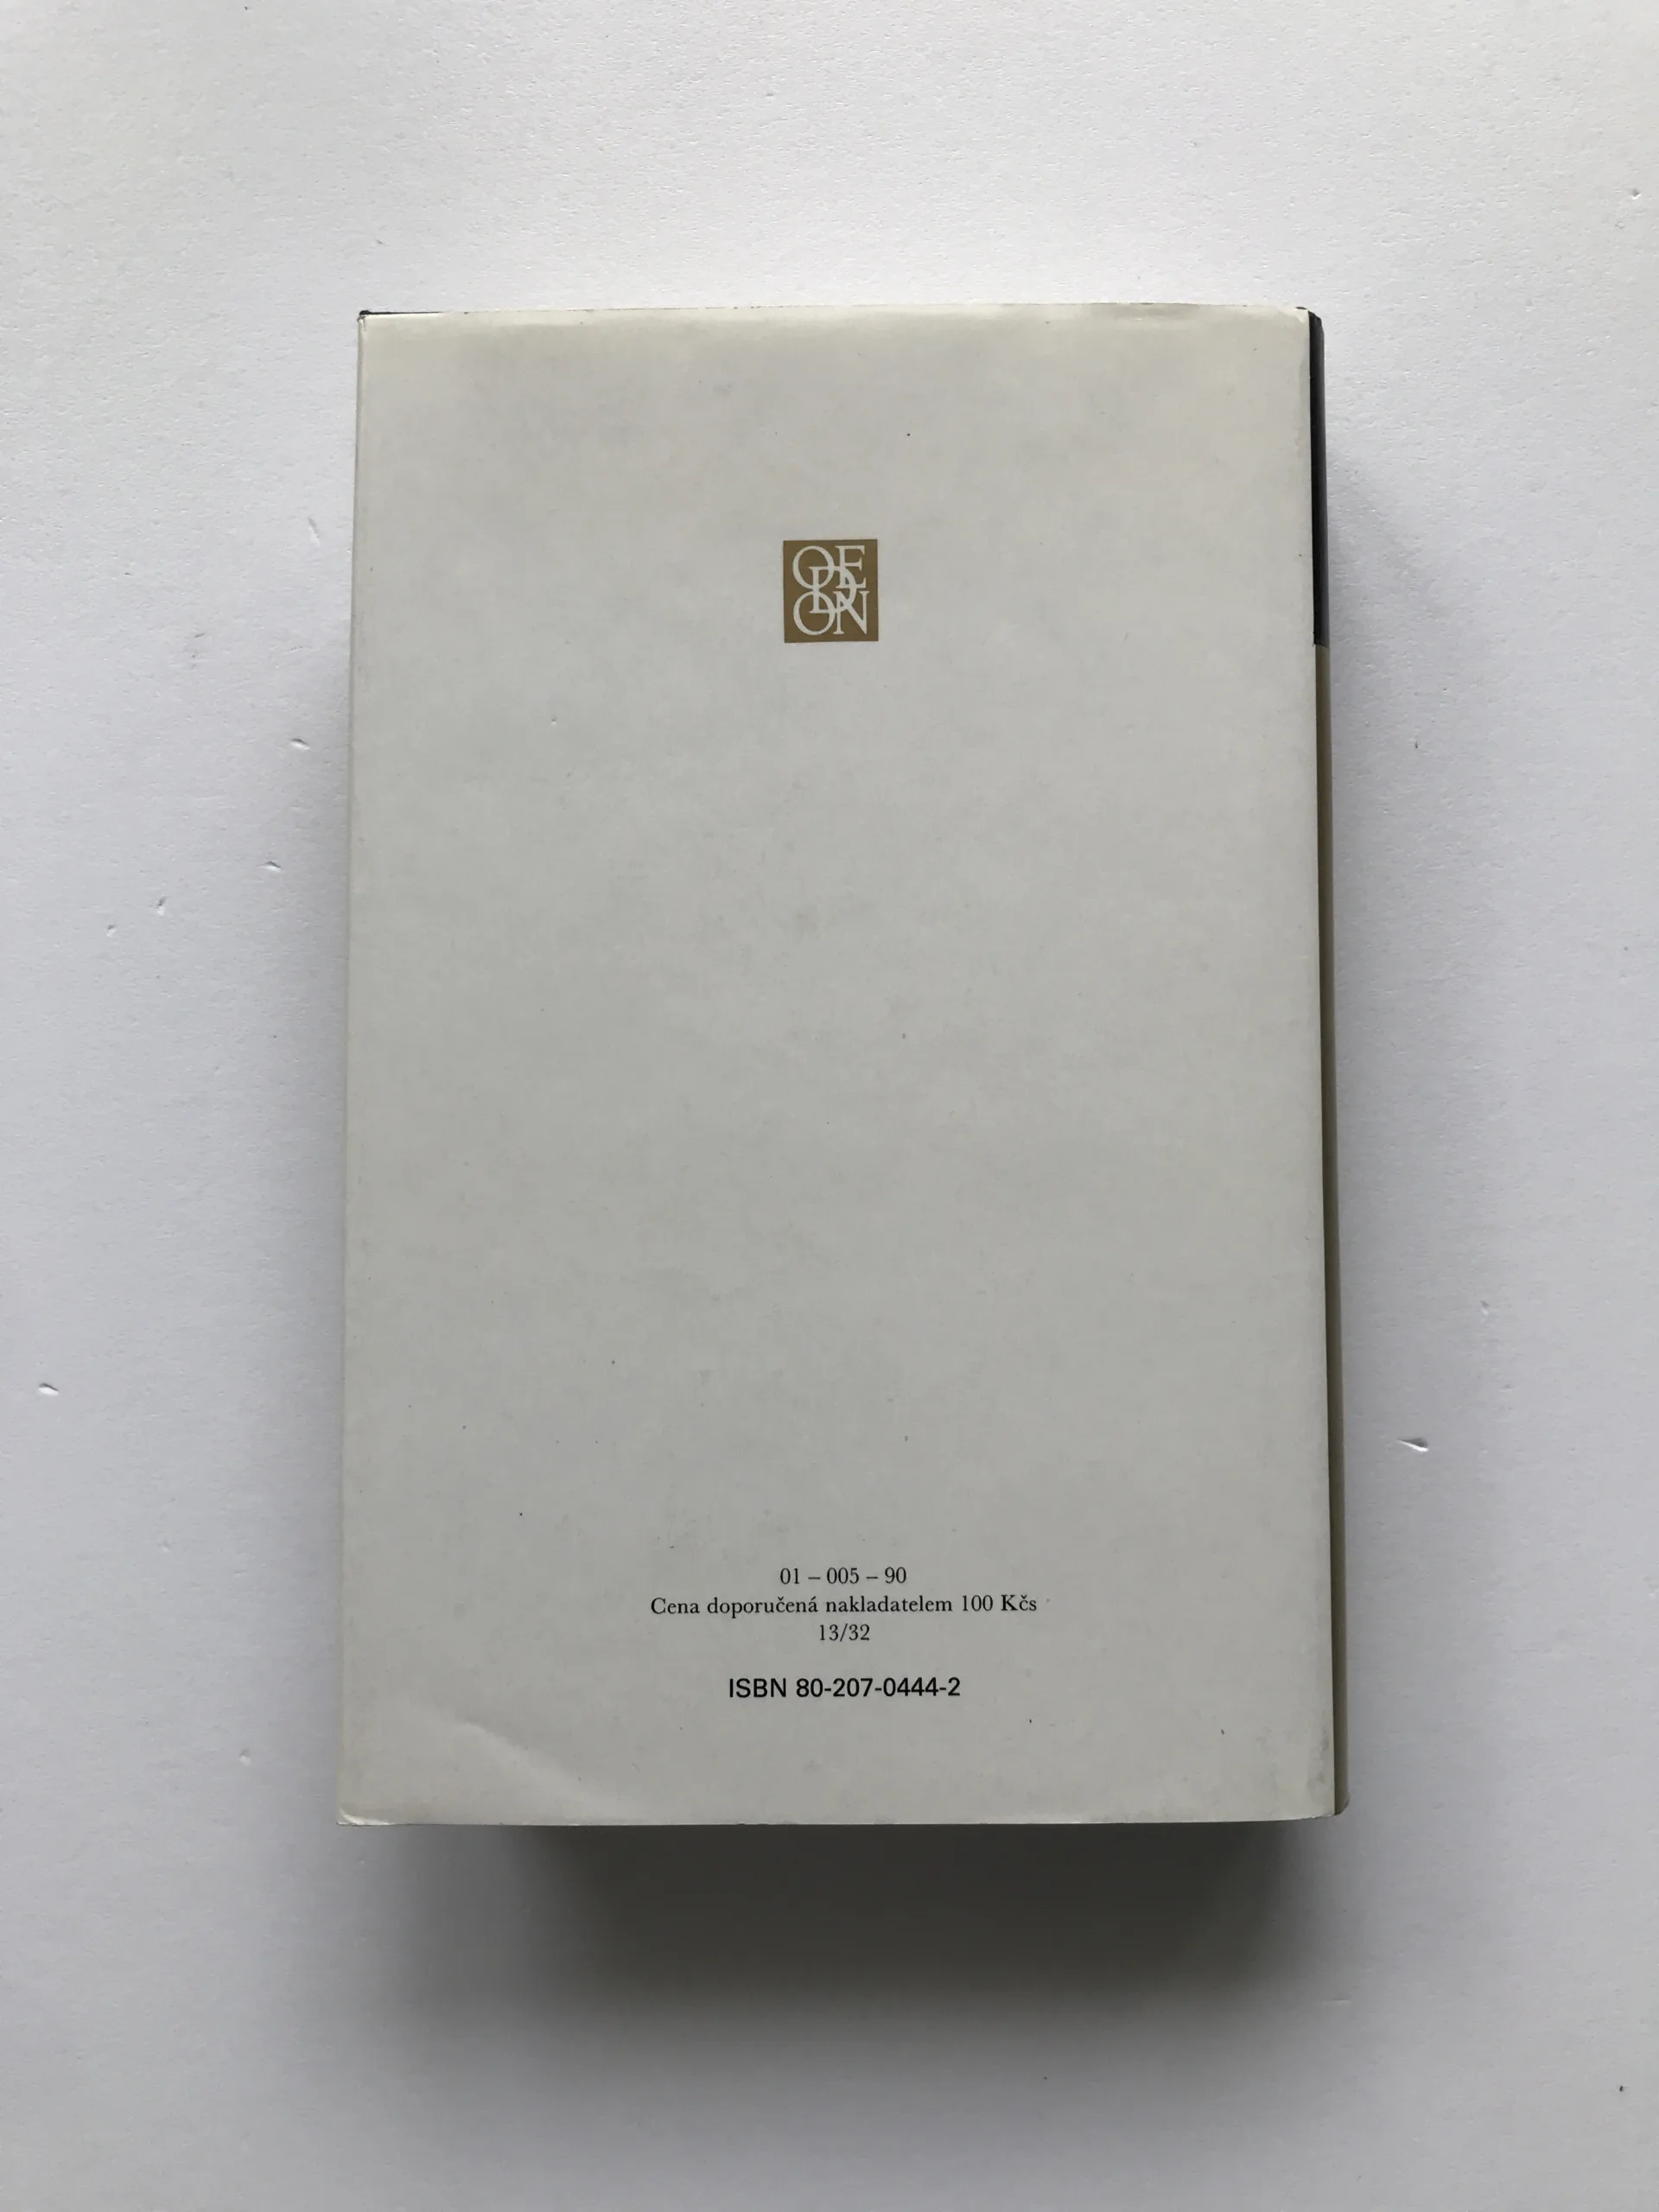 ODEON
01 – 005 – 90
Cena doporučená nakladatelem 100 Kčs
13/32
ISBN 80-207-0444-2